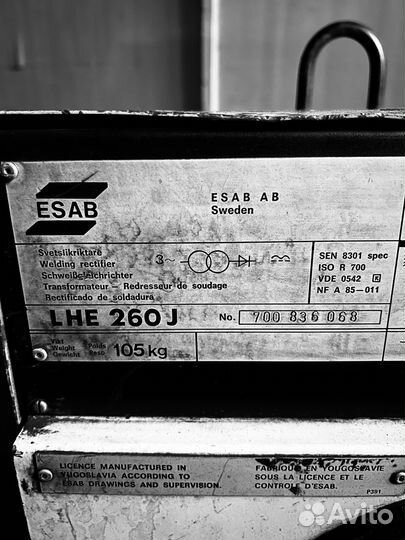 ESAB
ESAB AB
Sweden
Svetslikriktare
Welding rectifier
Schweißgleichrichter
Transformateur – Redresseur de soudage
Rectificado de soldadura
3~
SEN 8301 spec
ISO R 700
VDE 0542 K
NF A 85–011
LHE 260 J
No. 700 836 068
Vikt Poids
Weight Peso
Gewicht
105 kg
LICENCE MANUFACTURED IN
YUGOSLAVIA ACCORDING TO
ESAB DRAWINGS AND SUPERVISION.
FABRIQUE EN YOUGOSLAVIE
SOUS LA LICENCE ET LE
CONTROLE D'ESAB.
P391
Avito